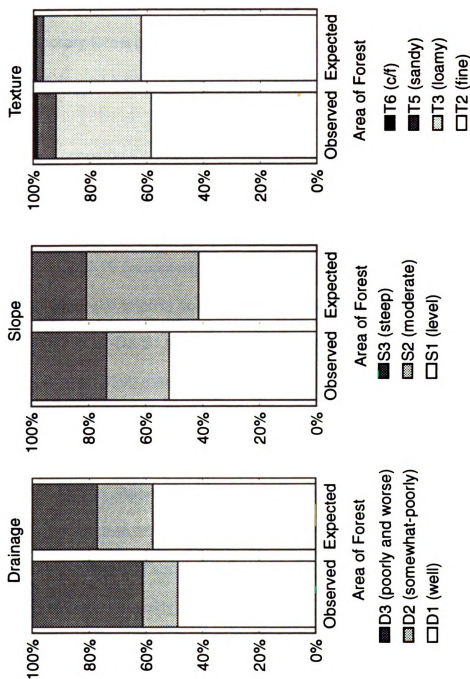 Drainage
100%
80%
60%
40%
20%
0%
Observed Expected
Area of Forest
D3 (poorly and worse)
D2 (somewhat-poorly)
D1 (well)
Slope
100%
80%
60%
40%
20%
0%
Observed Expected
Area of Forest
S3 (steep)
S2 (moderate)
S1 (level)
Texture
100%
80%
60%
40%
20%
0%
Observed Expected
Area of Forest
T6 (c/f)
T5 (sandy)
T3 (loamy)
T2 (fine)